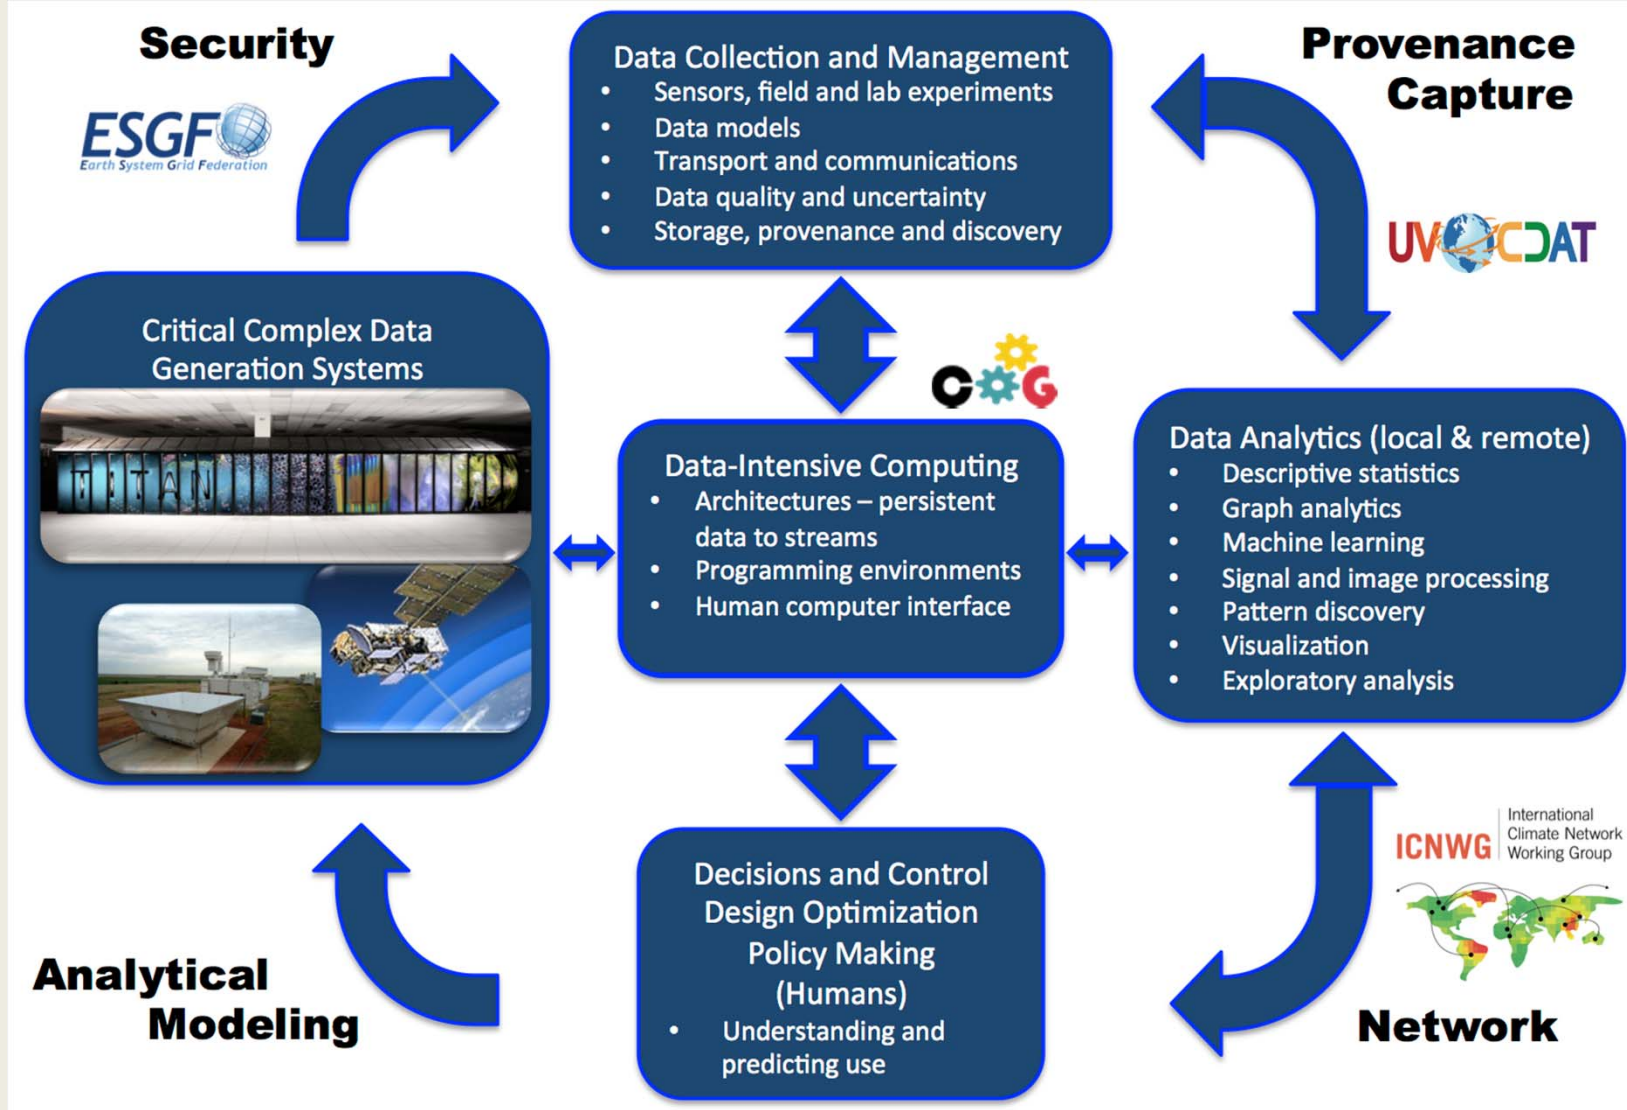 Security
ESGF
Earth System Grid Federation
Data Collection and Management
• Sensors, field and lab experiments
• Data models
• Transport and communications
• Data quality and uncertainty
• Storage, provenance and discovery
Provenance
Capture
UV CDAT
Critical Complex Data
Generation Systems
TITAN
COG
Data-Intensive Computing
• Architectures – persistent
data to streams
• Programming environments
• Human computer interface
Data Analytics (local & remote)
• Descriptive statistics
• Graph analytics
• Machine learning
• Signal and image processing
• Pattern discovery
• Visualization
• Exploratory analysis
Decisions and Control
Design Optimization
Policy Making
(Humans)
• Understanding and
predicting use
Analytical
Modeling
ICNWG
International
Climate Network
Working Group
Network